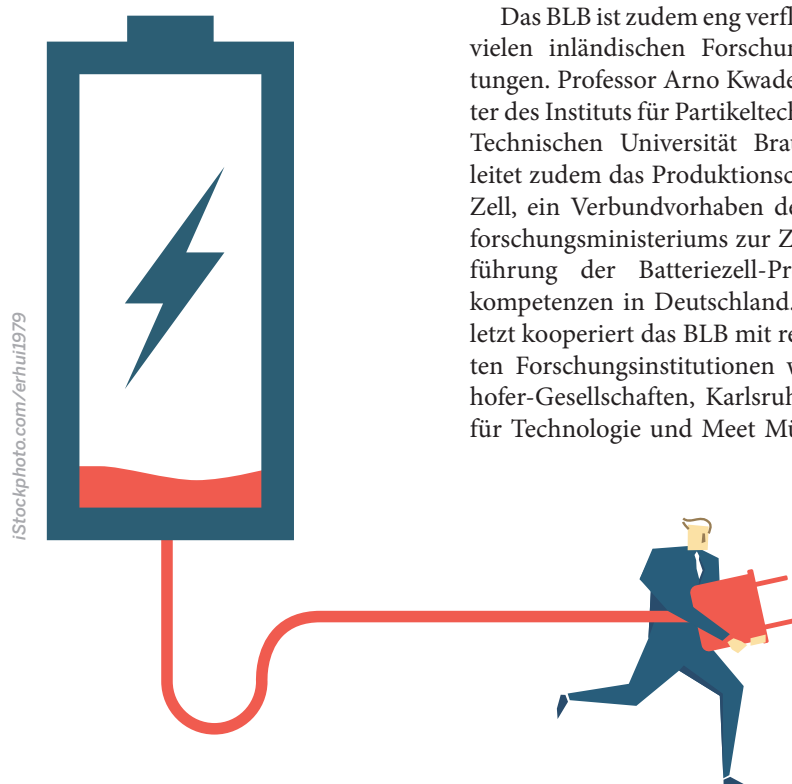 Das BLB ist zudem eng verfl
vielen inländischen Forschun
tungen. Professor Arno Kwade
ter des Instituts für Partikeltech
Technischen Universität Brau
leitet zudem das Produktionsc
Zell, ein Verbundvorhaben de
forschungsministeriums zur Z
führung der Batteriezell-Pr
kompetenzen in Deutschland.
letzt kooperiert das BLB mit re
ten Forschungsinstitutionen w
hofer-Gesellschaften, Karlsruh
für Technologie und Meet Mü
iStockphoto.com/erhui1979